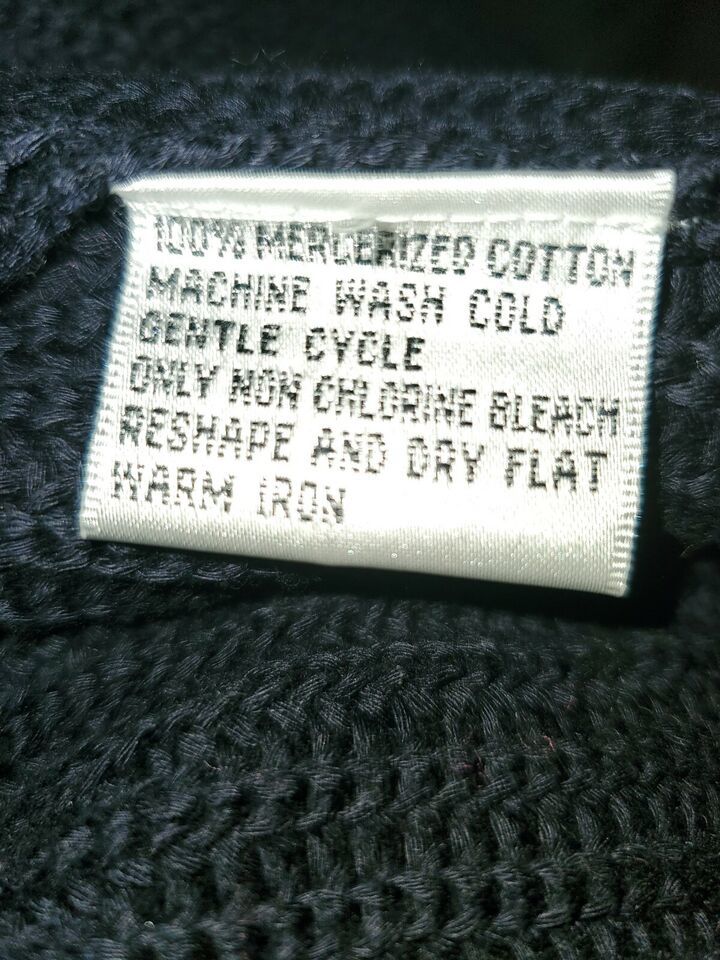 100% MERCERIZED COTTON
MACHINE WASH COLD
GENTLE CYCLE
ONLY NON CHLORINE BLEACH
RESHAPE AND DRY FLAT
WARM IRON